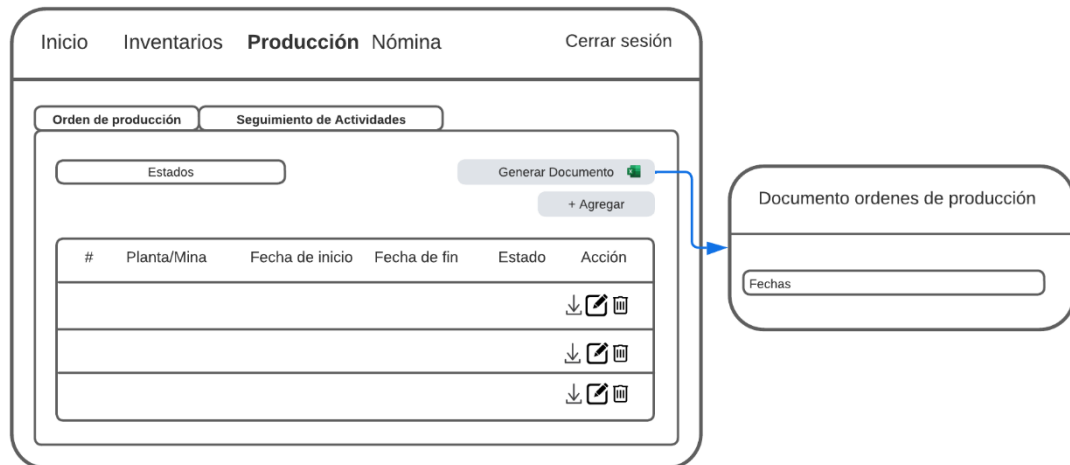 Inicio Inventarios Producción Nómina Cerrar sesión
Orden de producción Seguimiento de Actividades
Estados Generar Documento
+ Agregar
# Planta/Mina Fecha de inicio Fecha de fin Estado Acción
Documento ordenes de producción
Fechas